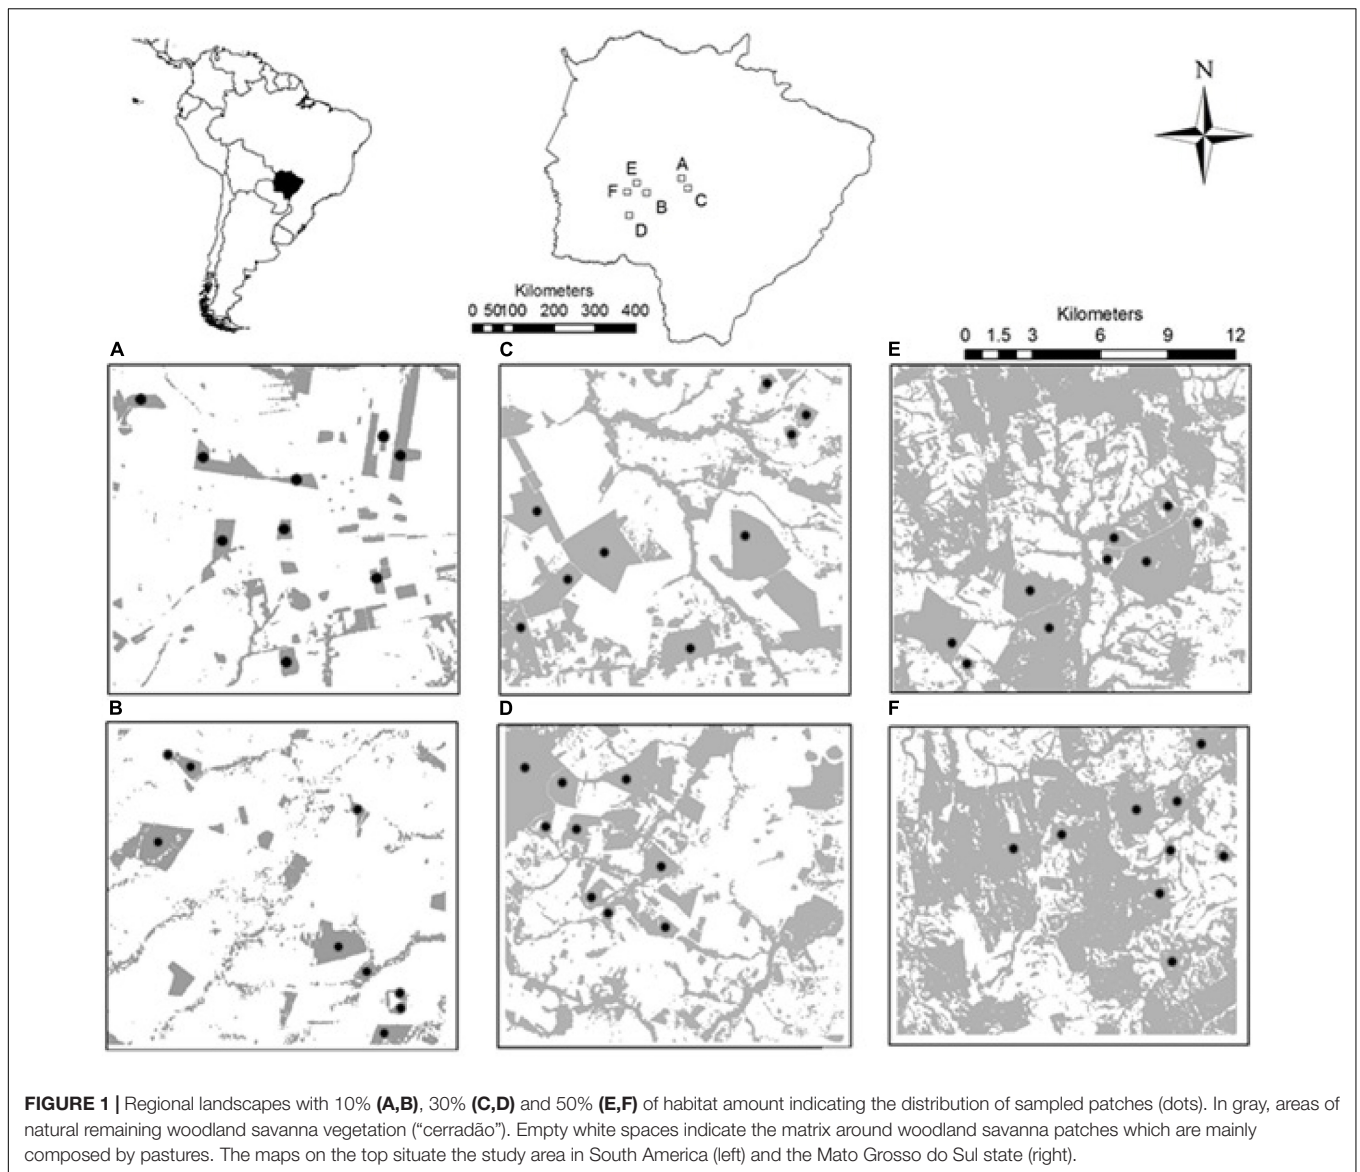 N
E
A
F
B
C
D
Kilometers
0 50100 200 300 400
Kilometers
0 1.5 3 6 9 12
A
C
E
B
D
F
FIGURE 1 | Regional landscapes with 10% (A,B), 30% (C,D) and 50% (E,F) of habitat amount indicating the distribution of sampled patches (dots). In gray, areas of
natural remaining woodland savanna vegetation (“cerradão”). Empty white spaces indicate the matrix around woodland savanna patches which are mainly
composed by pastures. The maps on the top situate the study area in South America (left) and the Mato Grosso do Sul state (right).